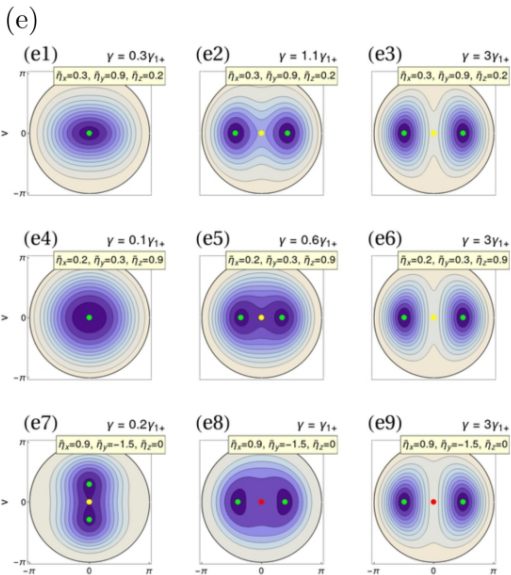 (e)
(e1) γ = 0.3γ1+ (e2) γ = 1.1γ1+ (e3) γ = 3γ1+
η̃x=0.3, η̃y=0.9, η̃z=0.2 η̃x=0.3, η̃y=0.9, η̃z=0.2 η̃x=0.3, η̃y=0.9, η̃z=0.2
π
v 0
-π
(e4) γ = 0.1γ1+ (e5) γ = 0.6γ1+ (e6) γ = 3γ1+
η̃x=0.2, η̃y=0.3, η̃z=0.9 η̃x=0.2, η̃y=0.3, η̃z=0.9 η̃x=0.2, η̃y=0.3, η̃z=0.9
π
v 0
-π
(e7) γ = 0.2γ1+ (e8) γ = γ1+ (e9) γ = 3γ1+
η̃x=0.9, η̃y=-1.5, η̃z=0 η̃x=0.9, η̃y=-1.5, η̃z=0 η̃x=0.9, η̃y=-1.5, η̃z=0
π
v 0
-π
-π 0 π -π 0 π -π 0 π